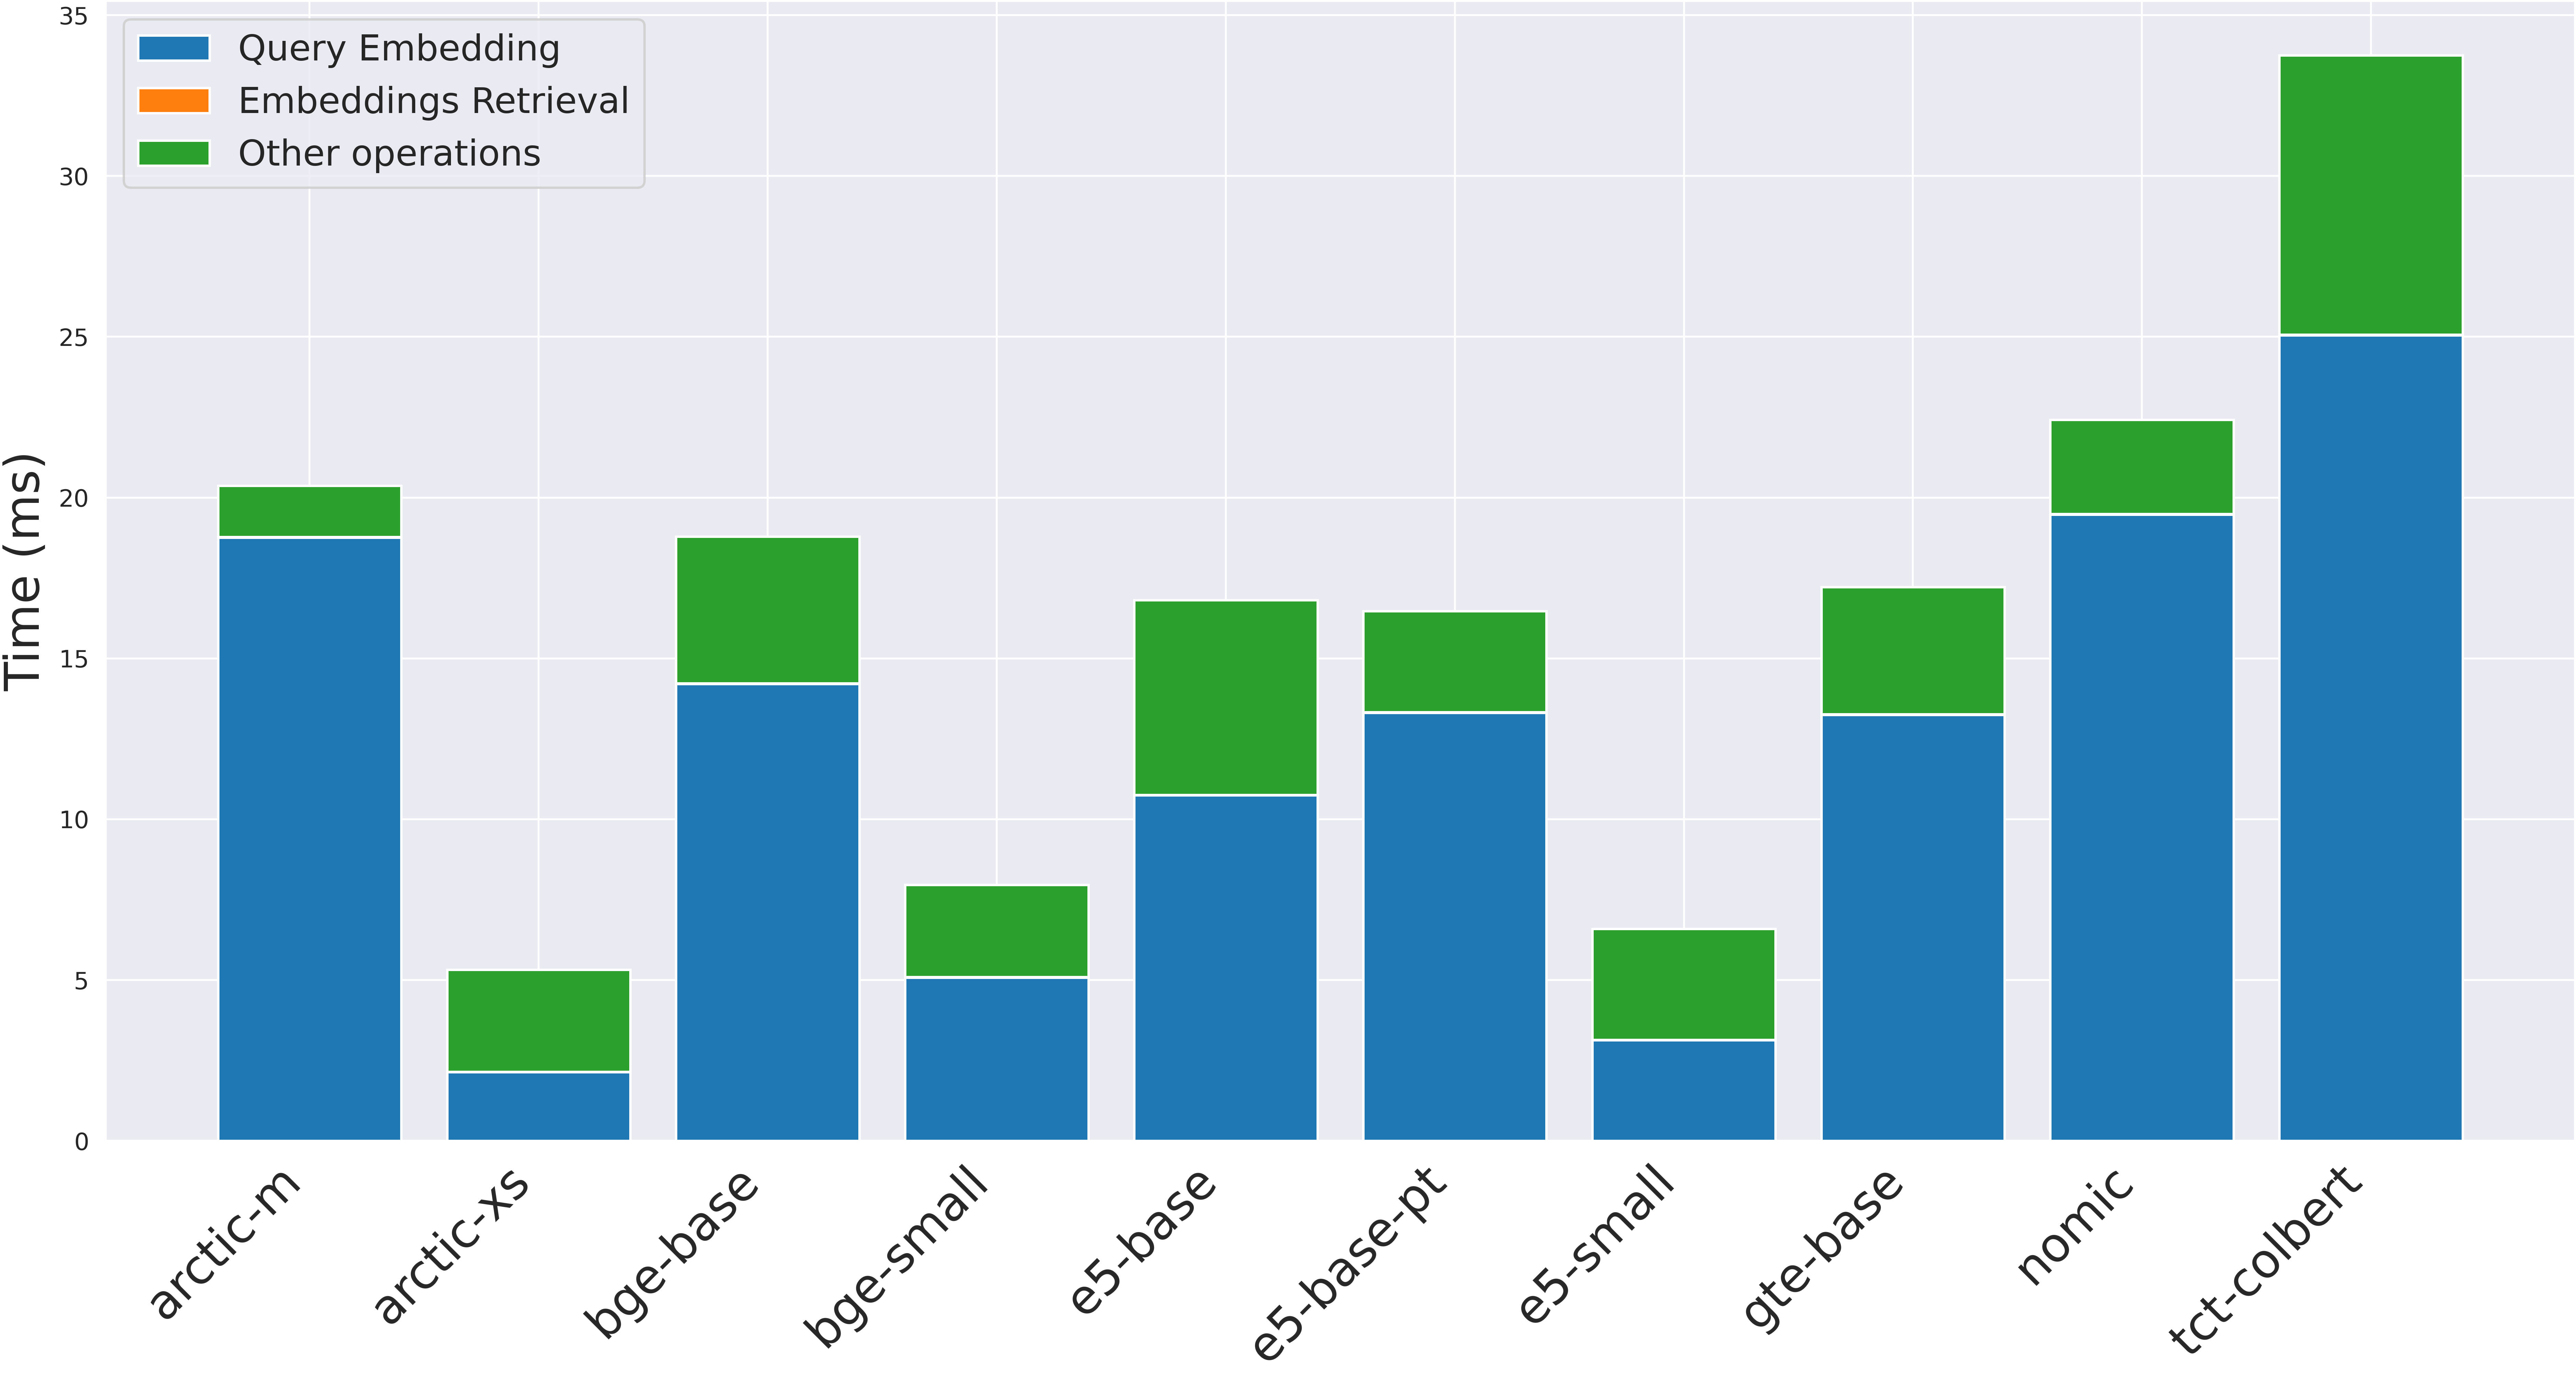 Query Embedding
Embeddings Retrieval
Other operations
Time (ms)
35
30
25
20
15
10
5
0
arctic-m
arctic-xs
bge-base
bge-small
e5-base
e5-base-pt
e5-small
gte-base
nomic
tct-colbert